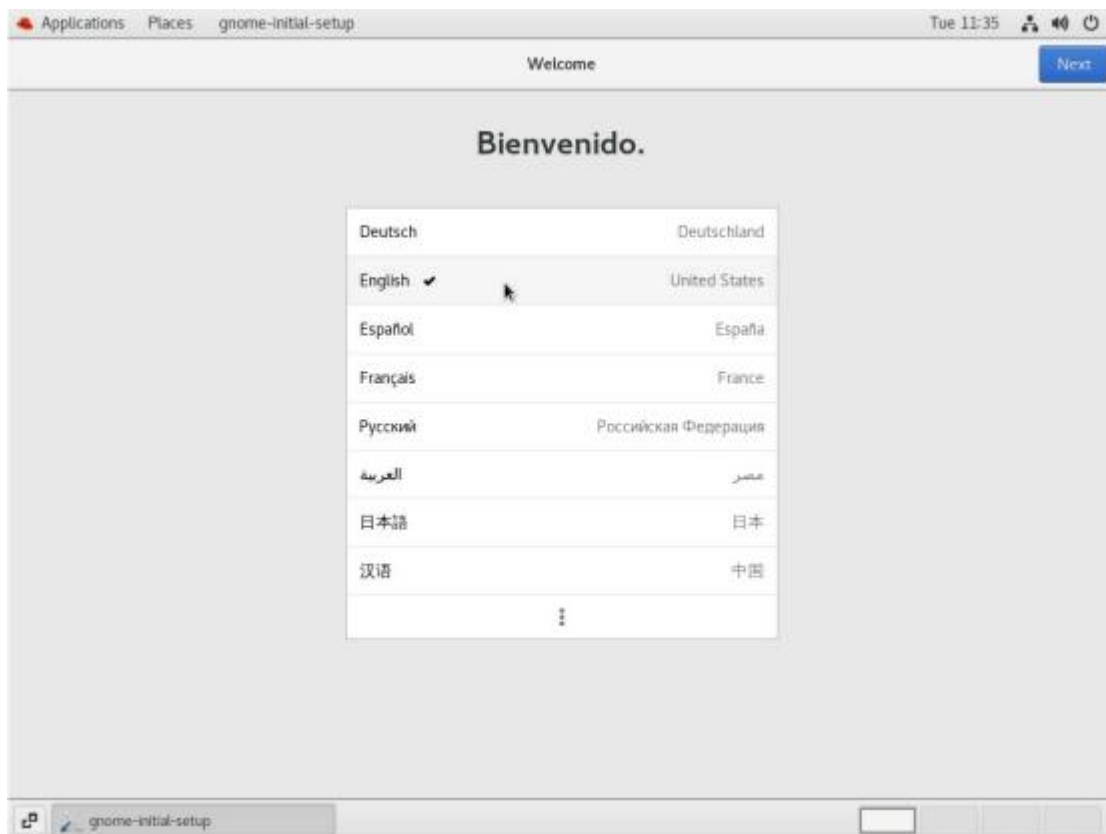 Applications Places gnome-initial-setup Tue 11:35
Welcome Next
Bienvenido.
Deutsch Deutschland
English United States
Español España
Français France
Русский Российская Федерация
العربية مصر
日本語 日本
汉语 中国
gnome-initial-setup